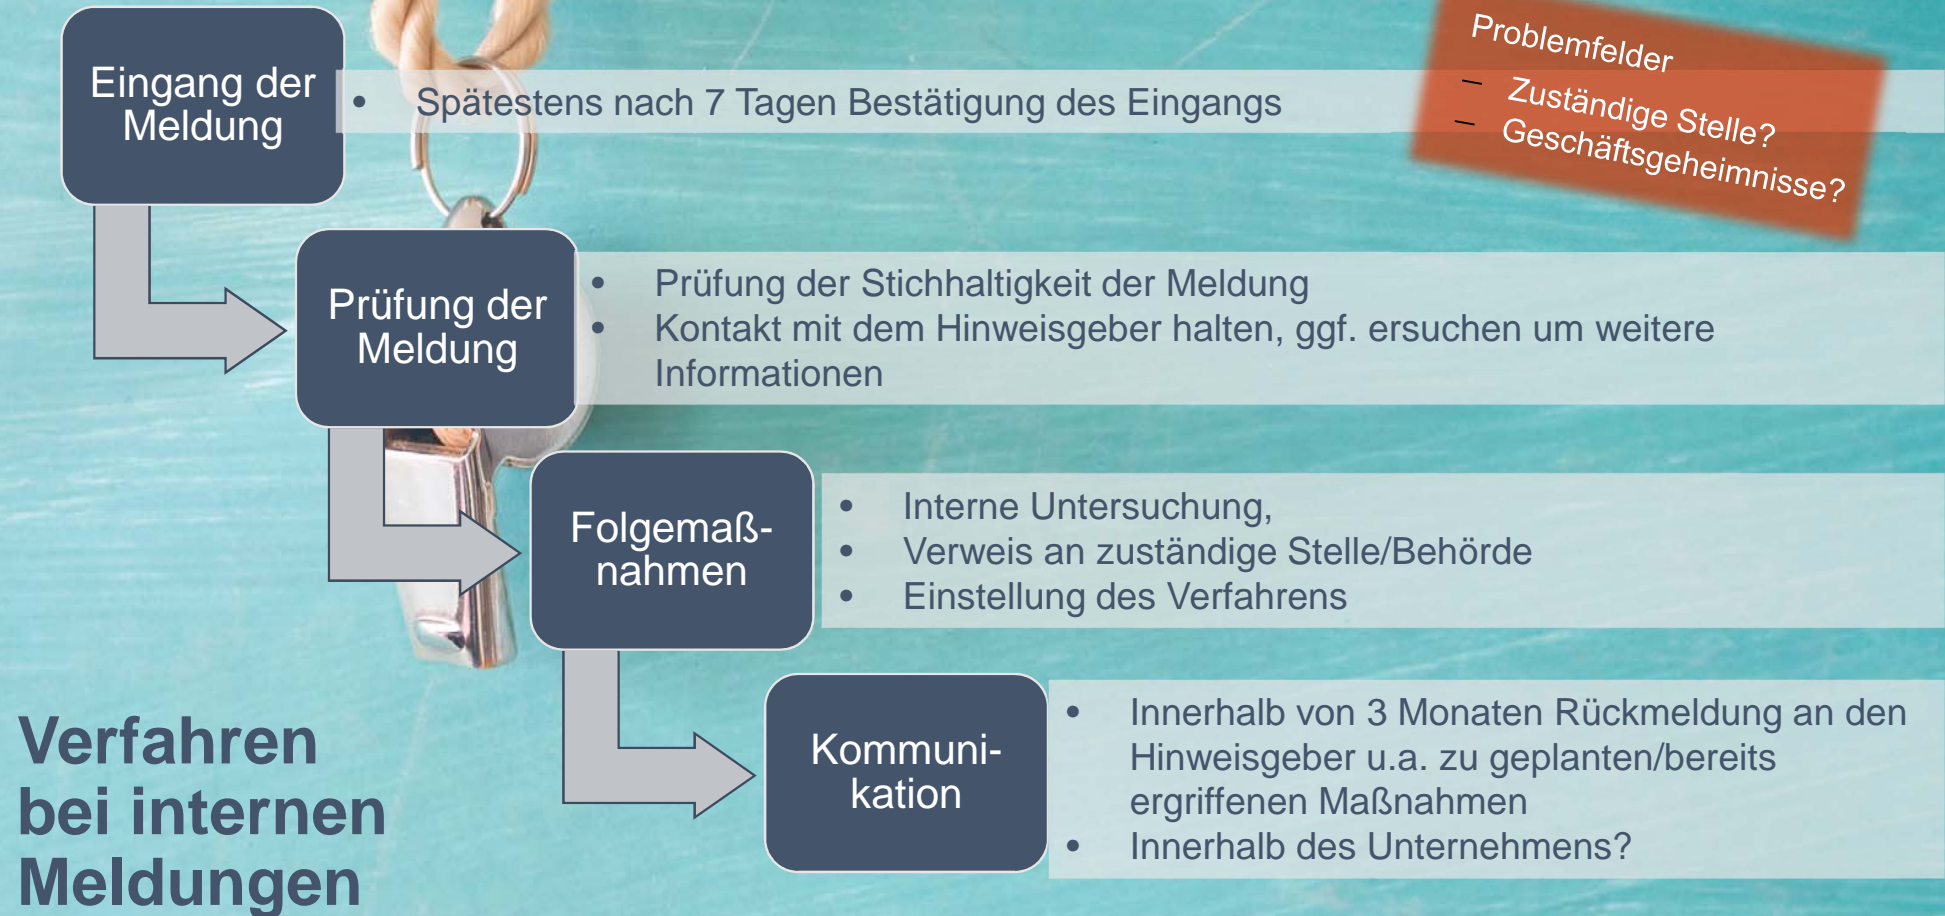 Eingang der
Meldung
• Spätestens nach 7 Tagen Bestätigung des Eingangs
Problemfelder
– Zuständige Stelle?
– Geschäftsgeheimnisse?
Prüfung der
Meldung
• Prüfung der Stichhaltigkeit der Meldung
• Kontakt mit dem Hinweisgeber halten, ggf. ersuchen um weitere
Informationen
Folgemaß-
nahmen
• Interne Untersuchung,
• Verweis an zuständige Stelle/Behörde
• Einstellung des Verfahrens
Kommuni-
kation
• Innerhalb von 3 Monaten Rückmeldung an den
Hinweisgeber u.a. zu geplanten/bereits
ergriffenen Maßnahmen
• Innerhalb des Unternehmens?
Verfahren
bei internen
Meldungen